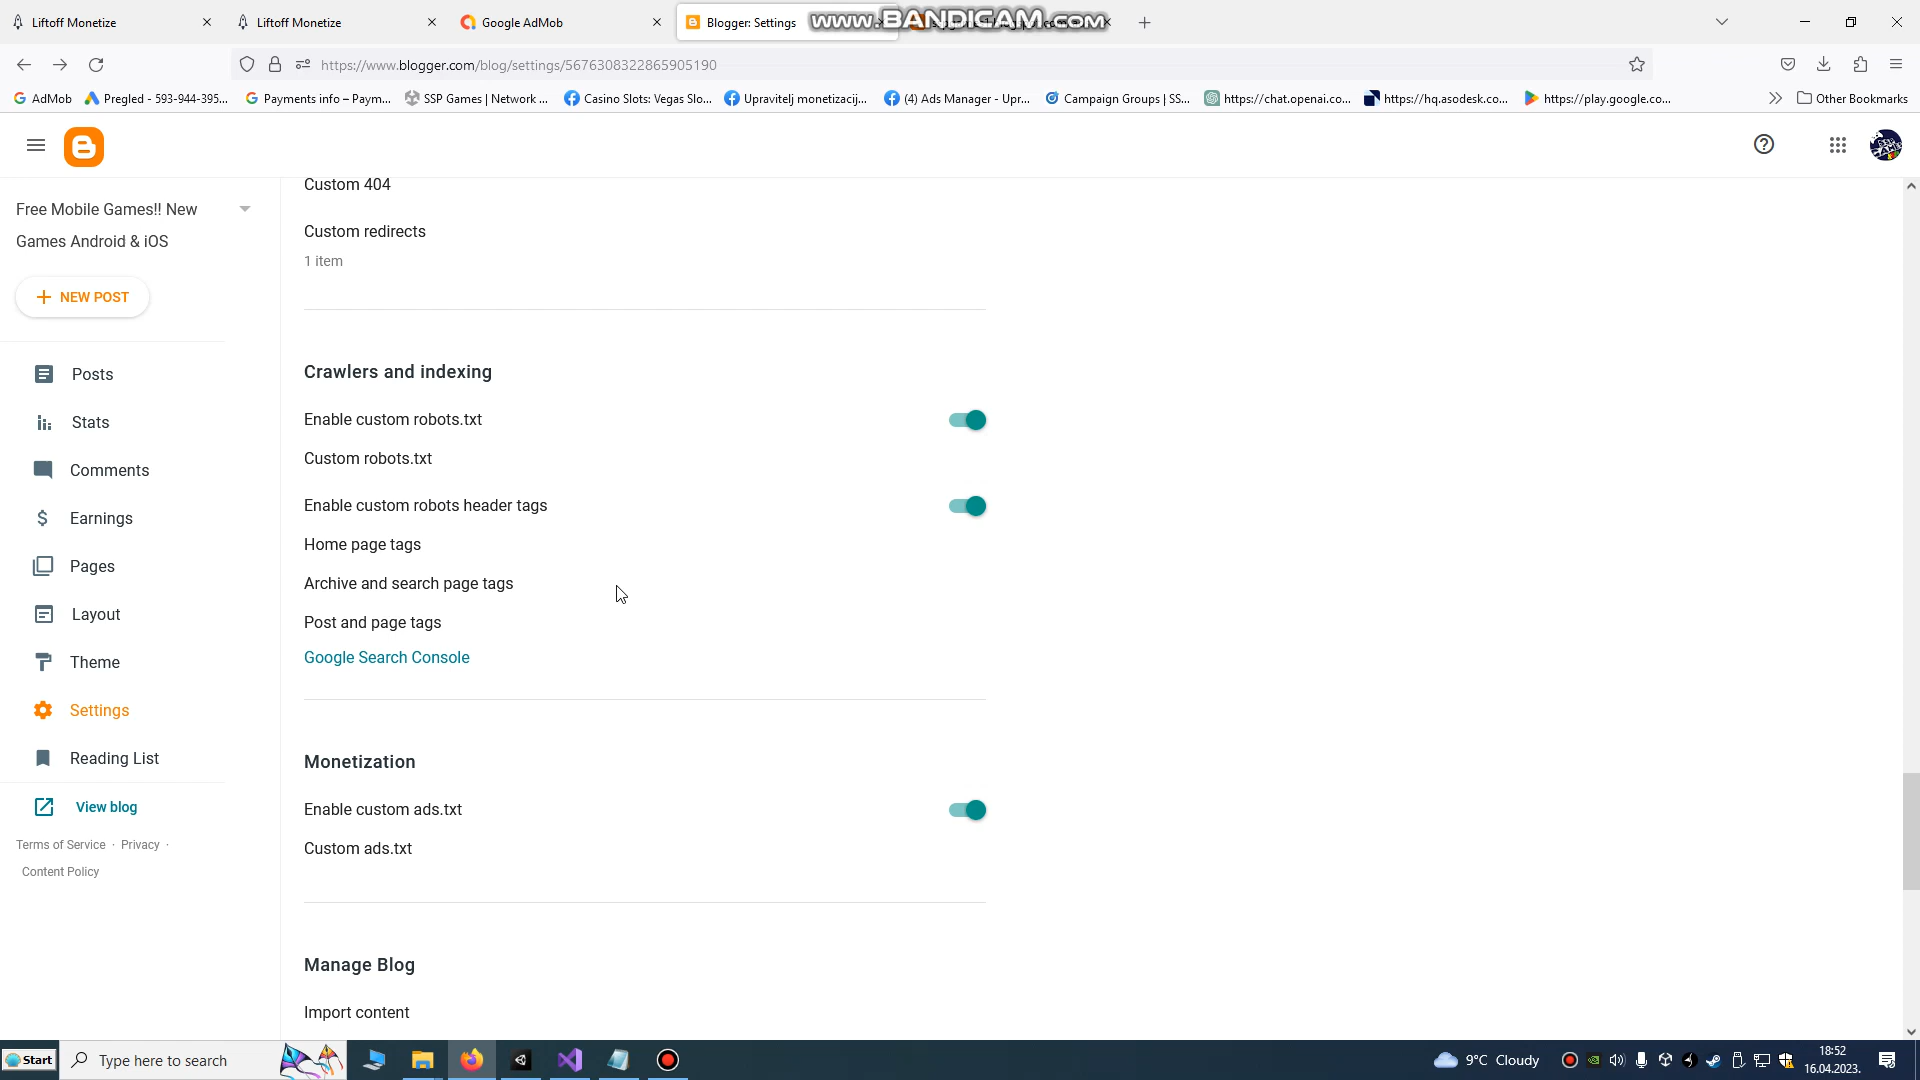 Liftoff Monetize
Liftoff Monetize
Google AdMob
Blogger: Settings
www.BANDICAM.com
https://www.blogger.com/blog/settings/5676308322865905190
AdMob
Pregled - 593-944-395...
Payments info – Paym...
SSP Games | Network ...
Casino Slots: Vegas Slo...
Upravitelj monetizacij...
(4) Ads Manager - Upr...
Campaign Groups | SS...
https://chat.openai.co...
https://hq.asodesk.co...
https://play.google.co...
Other Bookmarks
Free Mobile Games!! New
Games Android & iOS
NEW POST
Posts
Stats
Comments
Earnings
Pages
Layout
Theme
Settings
Reading List
View blog
Terms of Service · Privacy ·
Content Policy
Custom 404
Custom redirects
1 item
Crawlers and indexing
Enable custom robots.txt
Custom robots.txt
Enable custom robots header tags
Home page tags
Archive and search page tags
Post and page tags
Google Search Console
Monetization
Enable custom ads.txt
Custom ads.txt
Manage Blog
Import content
Start
Type here to search
9°C Cloudy
18:52
16.04.2023.